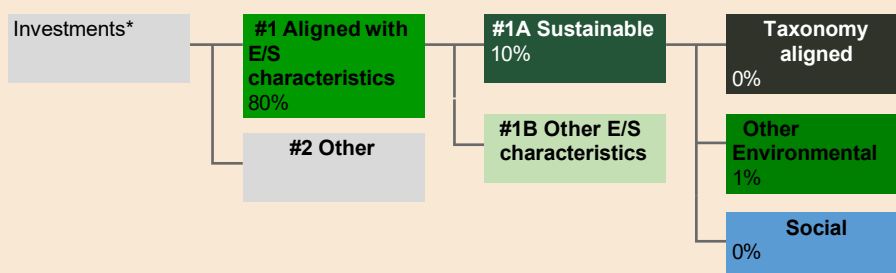 Investments*
#1 Aligned with
E/S
characteristics
80%
#2 Other
#1A Sustainable
10%
#1B Other E/S
characteristics
Taxonomy
aligned
0%
Other
Environmental
1%
Social
0%